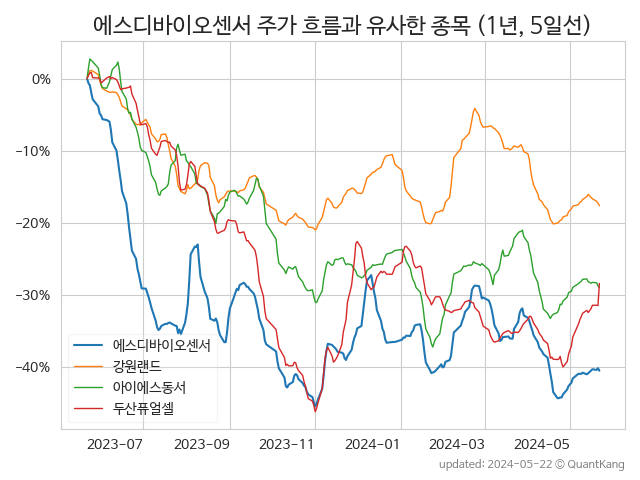 에스디바이오센서 주가 흐름과 유사한 종목 (1년, 5일선)
0%
−10%
−20%
−30%
−40%
에스디바이오센서
강원랜드
아이에스동서
두산퓨얼셀
2023-07
2023-09
2023-11
2024-01
2024-03
2024-05
updated: 2024-05-22 © QuantKang